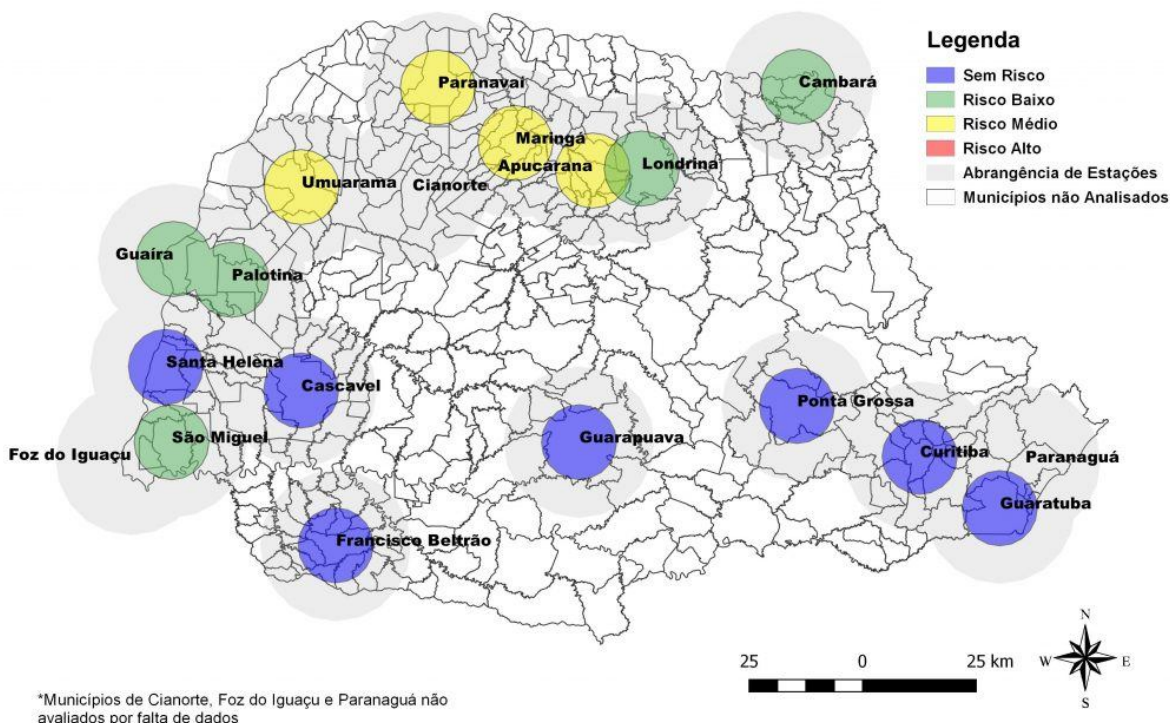 Legenda
Sem Risco
Risco Baixo
Risco Médio
Risco Alto
Abrangência de Estações
Municípios não Analisados
Paranavai
Cambará
Maringá
Apucarana
Londrina
Umuarama
Cianorte
Guaíra
Palotina
Santa Helena
Cascavel
Ponta Grossa
São Miguel
Guarapuava
Foz do Iguaçu
Curitiba
Paranaguá
Guaratuba
Francisco Beltrão
25 0 25 km
N
W E
S
*Municípios de Cianorte, Foz do Iguaçu e Paranaguá não
avaliados por falta de dados